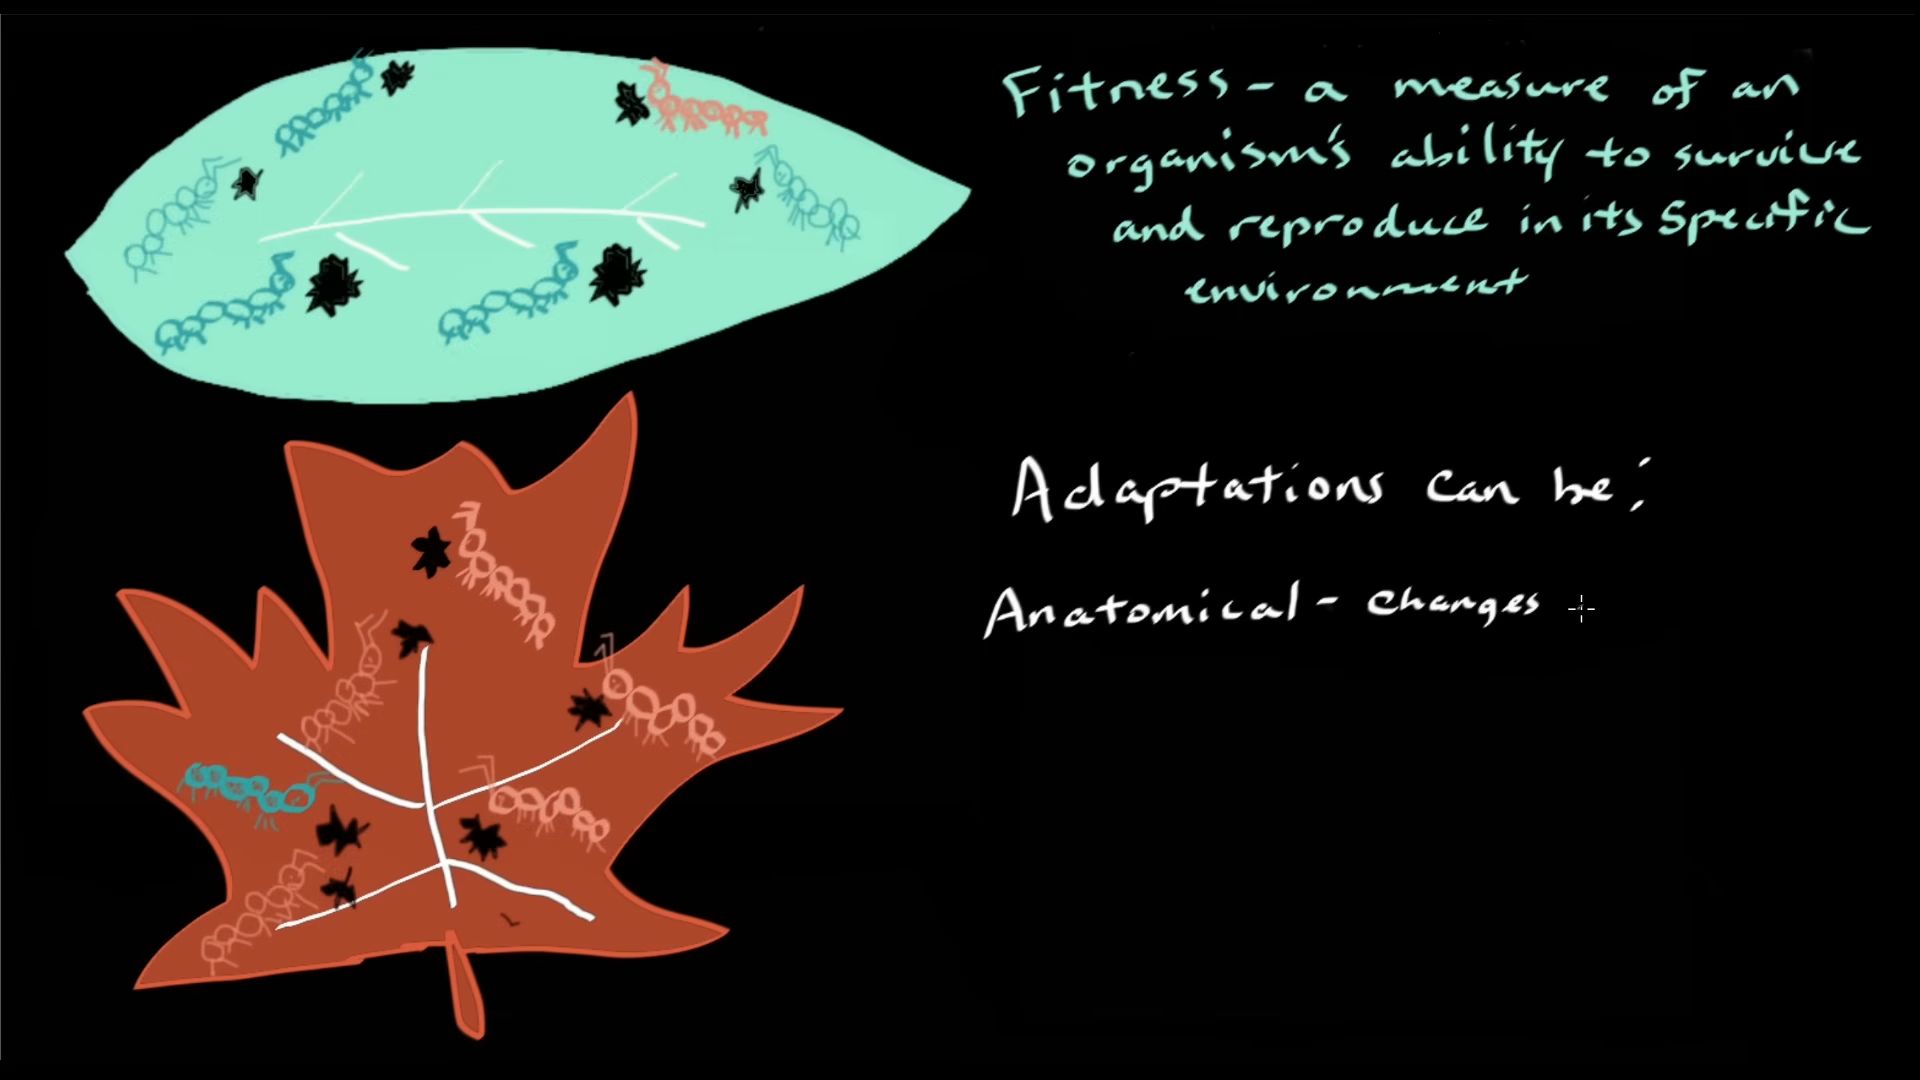 Fitness - a measure of an
organism's ability to survive
and reproduce in its specific
environment
Adaptations can be:
Anatomical - changes